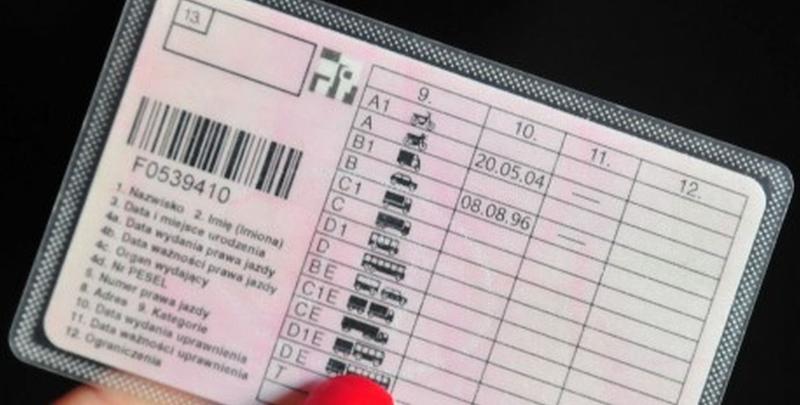 13.
F0539410
1. Nazwisko 2. Imię (Imiona)
3. Data i miejsce urodzenia
4a. Data wydania prawa jazdy
4b. Data ważności prawa jazdy
4c. Organ wydający
4d. Nr PESEL
5. Numer prawa jazdy
8. Adres 9. Kategorie
10. Data wydania uprawnienia
11. Data ważności uprawnienia
12. Ograniczenia
9. 10. 11. 12.
A1
A 20.05.04 —
B1
B 08.08.96 —
C1
C
D1
D
BE
C1E
CE
D1E
DE
T